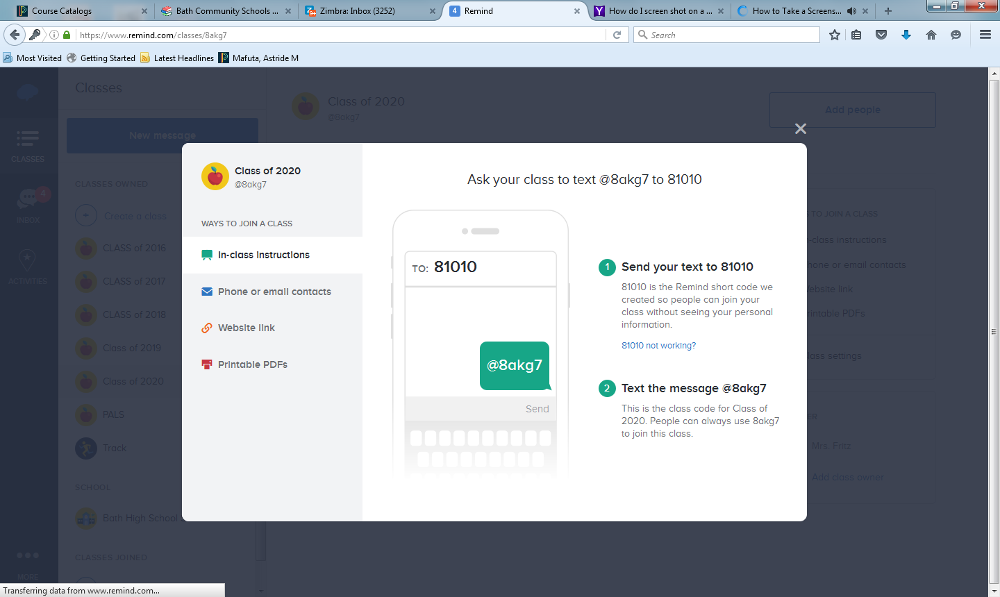 Course Catalogs
Bath Community Schools ...
Zimbra: Inbox (3252)
Remind
How do I screen shot on a ...
How to Take a Screens...
https://www.remind.com/classes/8akg7
Search
Most Visited
Getting Started
Latest Headlines
Mafuta, Astride M
Classes
New message
CLASSES
INBOX
4
ACTIVITIES
MORE
CLASSES OWNED
Create a class
CLASS of 2016
CLASS of 2017
CLASS of 2018
Class of 2019
Class of 2020
PALS
Track
SCHOOL
Bath High School
CLASSES JOINED
Class of 2020
@8akg7
Add people
Class of 2020
@8akg7
WAYS TO JOIN A CLASS
In-class instructions
Phone or email contacts
Website link
Printable PDFs
Ask your class to text @8akg7 to 81010
TO: 81010
@8akg7
Send
1 Send your text to 81010
81010 is the Remind short code we
created so people can join your
class without seeing your personal
information.
81010 not working?
2 Text the message @8akg7
This is the class code for Class of
2020. People can always use 8akg7
to join this class.
TO JOIN A CLASS
n-class instructions
hone or email contacts
ebsite link
rintable PDFs
lass settings
ER
Mrs. Fritz
Add class owner
Transferring data from www.remind.com...